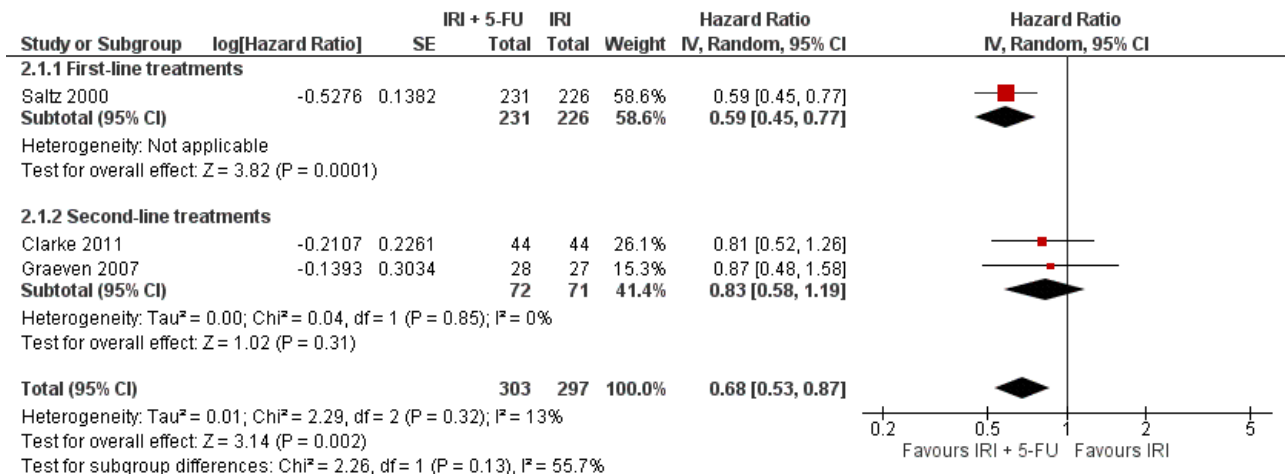 IRI + 5-FU IRI Hazard Ratio Hazard Ratio
Study or Subgroup log[Hazard Ratio] SE Total Total Weight IV, Random, 95% CI IV, Random, 95% CI
2.1.1 First-line treatments
Saltz 2000 -0.5276 0.1382 231 226 58.6% 0.59 [0.45, 0.77]
Subtotal (95% CI) 231 226 58.6% 0.59 [0.45, 0.77]
Heterogeneity: Not applicable
Test for overall effect: Z = 3.82 (P = 0.0001)
2.1.2 Second-line treatments
Clarke 2011 -0.2107 0.2261 44 44 26.1% 0.81 [0.52, 1.26]
Graeven 2007 -0.1393 0.3034 28 27 15.3% 0.87 [0.48, 1.58]
Subtotal (95% CI) 72 71 41.4% 0.83 [0.58, 1.19]
Heterogeneity: Tau² = 0.00; Chi² = 0.04, df = 1 (P = 0.85); I² = 0%
Test for overall effect: Z = 1.02 (P = 0.31)
Total (95% CI) 303 297 100.0% 0.68 [0.53, 0.87]
Heterogeneity: Tau² = 0.01; Chi² = 2.29, df = 2 (P = 0.32); I² = 13%
Test for overall effect: Z = 3.14 (P = 0.002)
Test for subgroup differences: Chi² = 2.26, df = 1 (P = 0.13), I² = 55.7%
0.2 0.5 1 2 5
Favours IRI + 5-FU Favours IRI